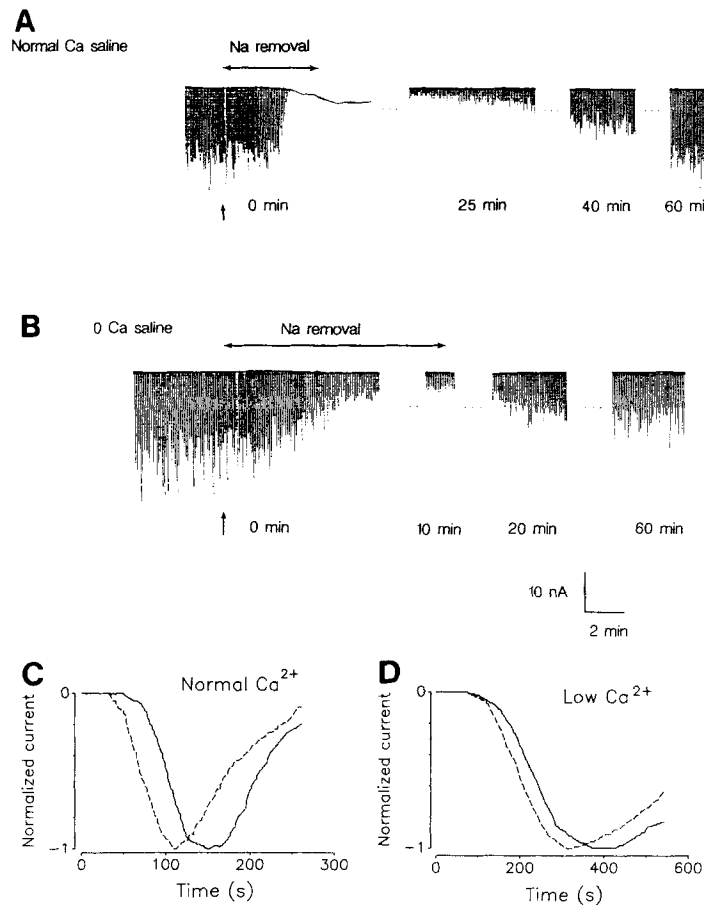 A
Normal Ca saline
Na removal
0 min
25 min
40 min
60 mi
B
0 Ca saline
Na removal
0 min
10 min
20 min
60 min
10 nA
2 min
C
Normal Ca2+
Normalized current
0
-1
0
100
200
300
Time (s)
D
Low Ca2+
Normalized current
0
-1
0
200
400
600
Time (s)